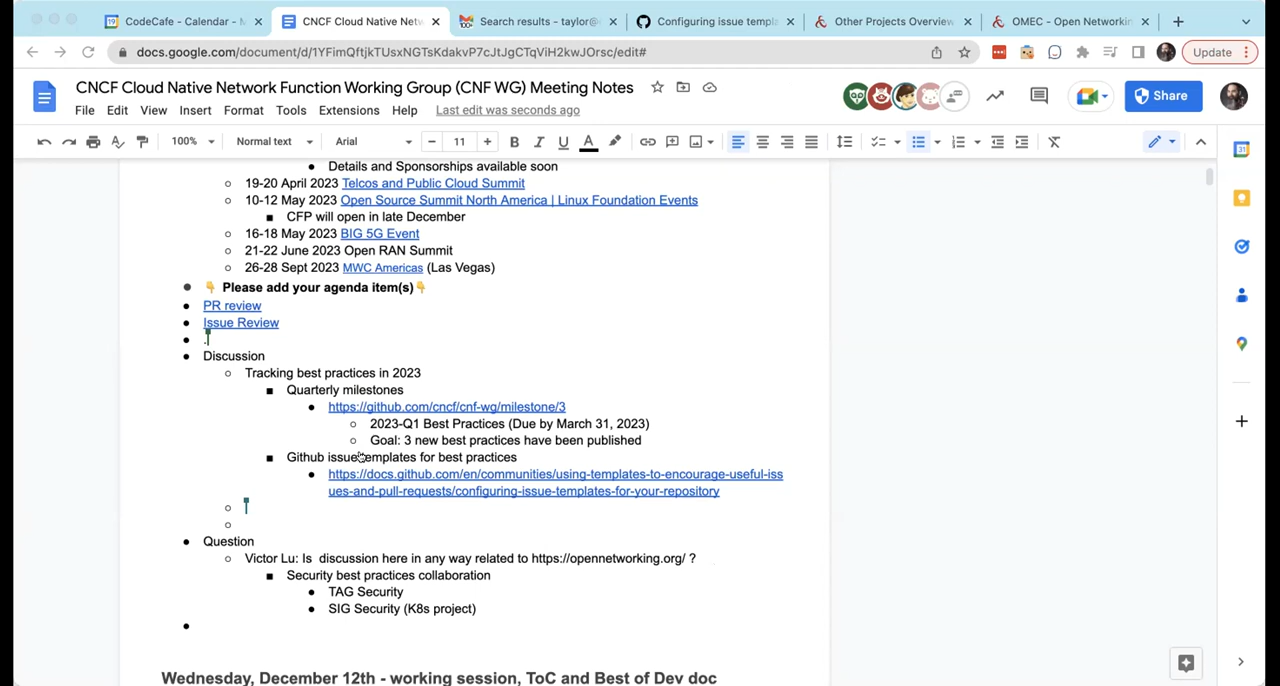 CodeCafe - Calendar - M
CNCF Cloud Native Netw
Search results - taylor@
Configuring issue templa
Other Projects Overview
OMEC - Open Networkin
docs.google.com/document/d/1YFimQftjkTUsxNGTsKdakvP7cJtJgCTqViH2kwJOrsc/edit#
Update
CNCF Cloud Native Network Function Working Group (CNF WG) Meeting Notes
File Edit View Insert Format Tools Extensions Help Last edit was seconds ago
Share
100% Normal text Arial 11
Details and Sponsorships available soon
19-20 April 2023 Telcos and Public Cloud Summit
10-12 May 2023 Open Source Summit North America | Linux Foundation Events
CFP will open in late December
16-18 May 2023 BIG 5G Event
21-22 June 2023 Open RAN Summit
26-28 Sept 2023 MWC Americas (Las Vegas)
👇 Please add your agenda item(s)👇
PR review
Issue Review
.
Discussion
Tracking best practices in 2023
Quarterly milestones
https://github.com/cncf/cnf-wg/milestone/3
2023-Q1 Best Practices (Due by March 31, 2023)
Goal: 3 new best practices have been published
Github issue templates for best practices
https://docs.github.com/en/communities/using-templates-to-encourage-useful-iss
ues-and-pull-requests/configuring-issue-templates-for-your-repository
Question
Victor Lu: Is discussion here in any way related to https://opennetworking.org/ ?
Security best practices collaboration
TAG Security
SIG Security (K8s project)
Wednesday, December 12th - working session, ToC and Best of Dev doc